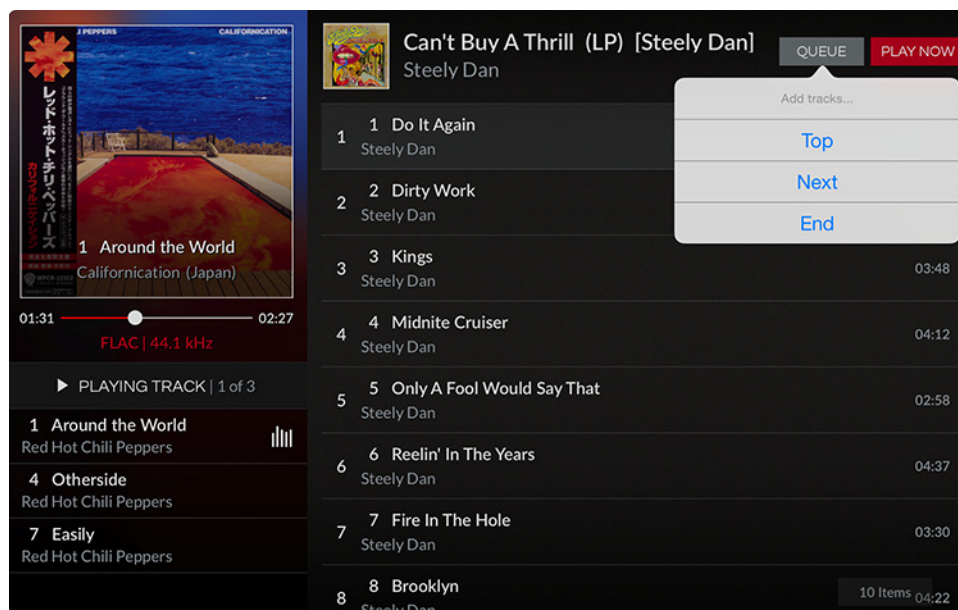 J PEPPERS
CALIFORNICATION
レッド・ホット・チリ・ペッパーズ
カリフォルニケイション
1 Around the World
Californication (Japan)
01:31
02:27
FLAC | 44.1 kHz
PLAYING TRACK | 1 of 3
1 Around the World
Red Hot Chili Peppers
4 Otherside
Red Hot Chili Peppers
7 Easily
Red Hot Chili Peppers
Can't Buy A Thrill (LP) [Steely Dan]
Steely Dan
QUEUE
PLAY NOW
Add tracks...
Top
Next
End
1 1 Do It Again
Steely Dan
2 2 Dirty Work
Steely Dan
3 3 Kings
Steely Dan
03:48
4 4 Midnite Cruiser
Steely Dan
04:12
5 5 Only A Fool Would Say That
Steely Dan
02:58
6 6 Reelin' In The Years
Steely Dan
04:37
7 7 Fire In The Hole
Steely Dan
03:30
8 8 Brooklyn
Steely Dan
10 Items
04:22